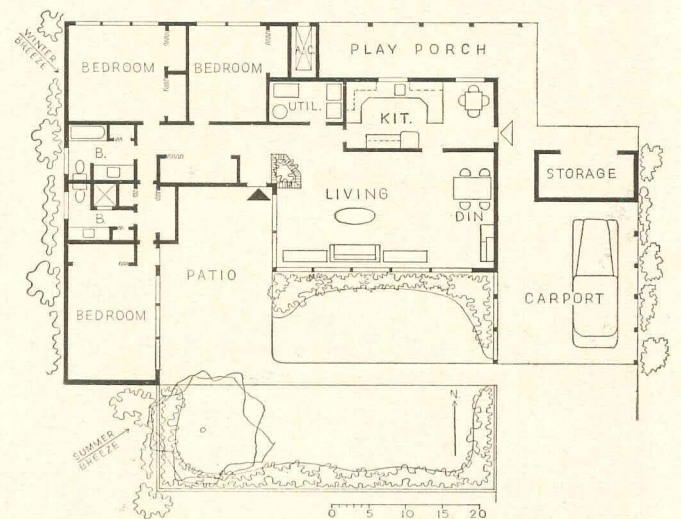 WINTER
BREEZE
BEDROOM
BEDROOM
A.C.
PLAY PORCH
UTIL.
KIT.
B.
STORAGE
B.
LIVING
DIN
PATIO
CARPORT
BEDROOM
N.
SUMMER
BREEZE
0 5 10 15 20